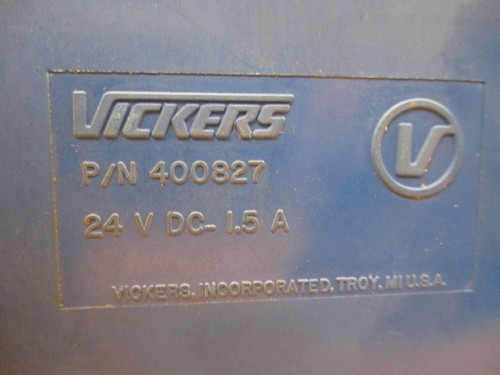 VICKERS
P/N 400827
24 V DC- 1.5 A
VICKERS, INCORPORATED, TROY, MI U.S.A.
V